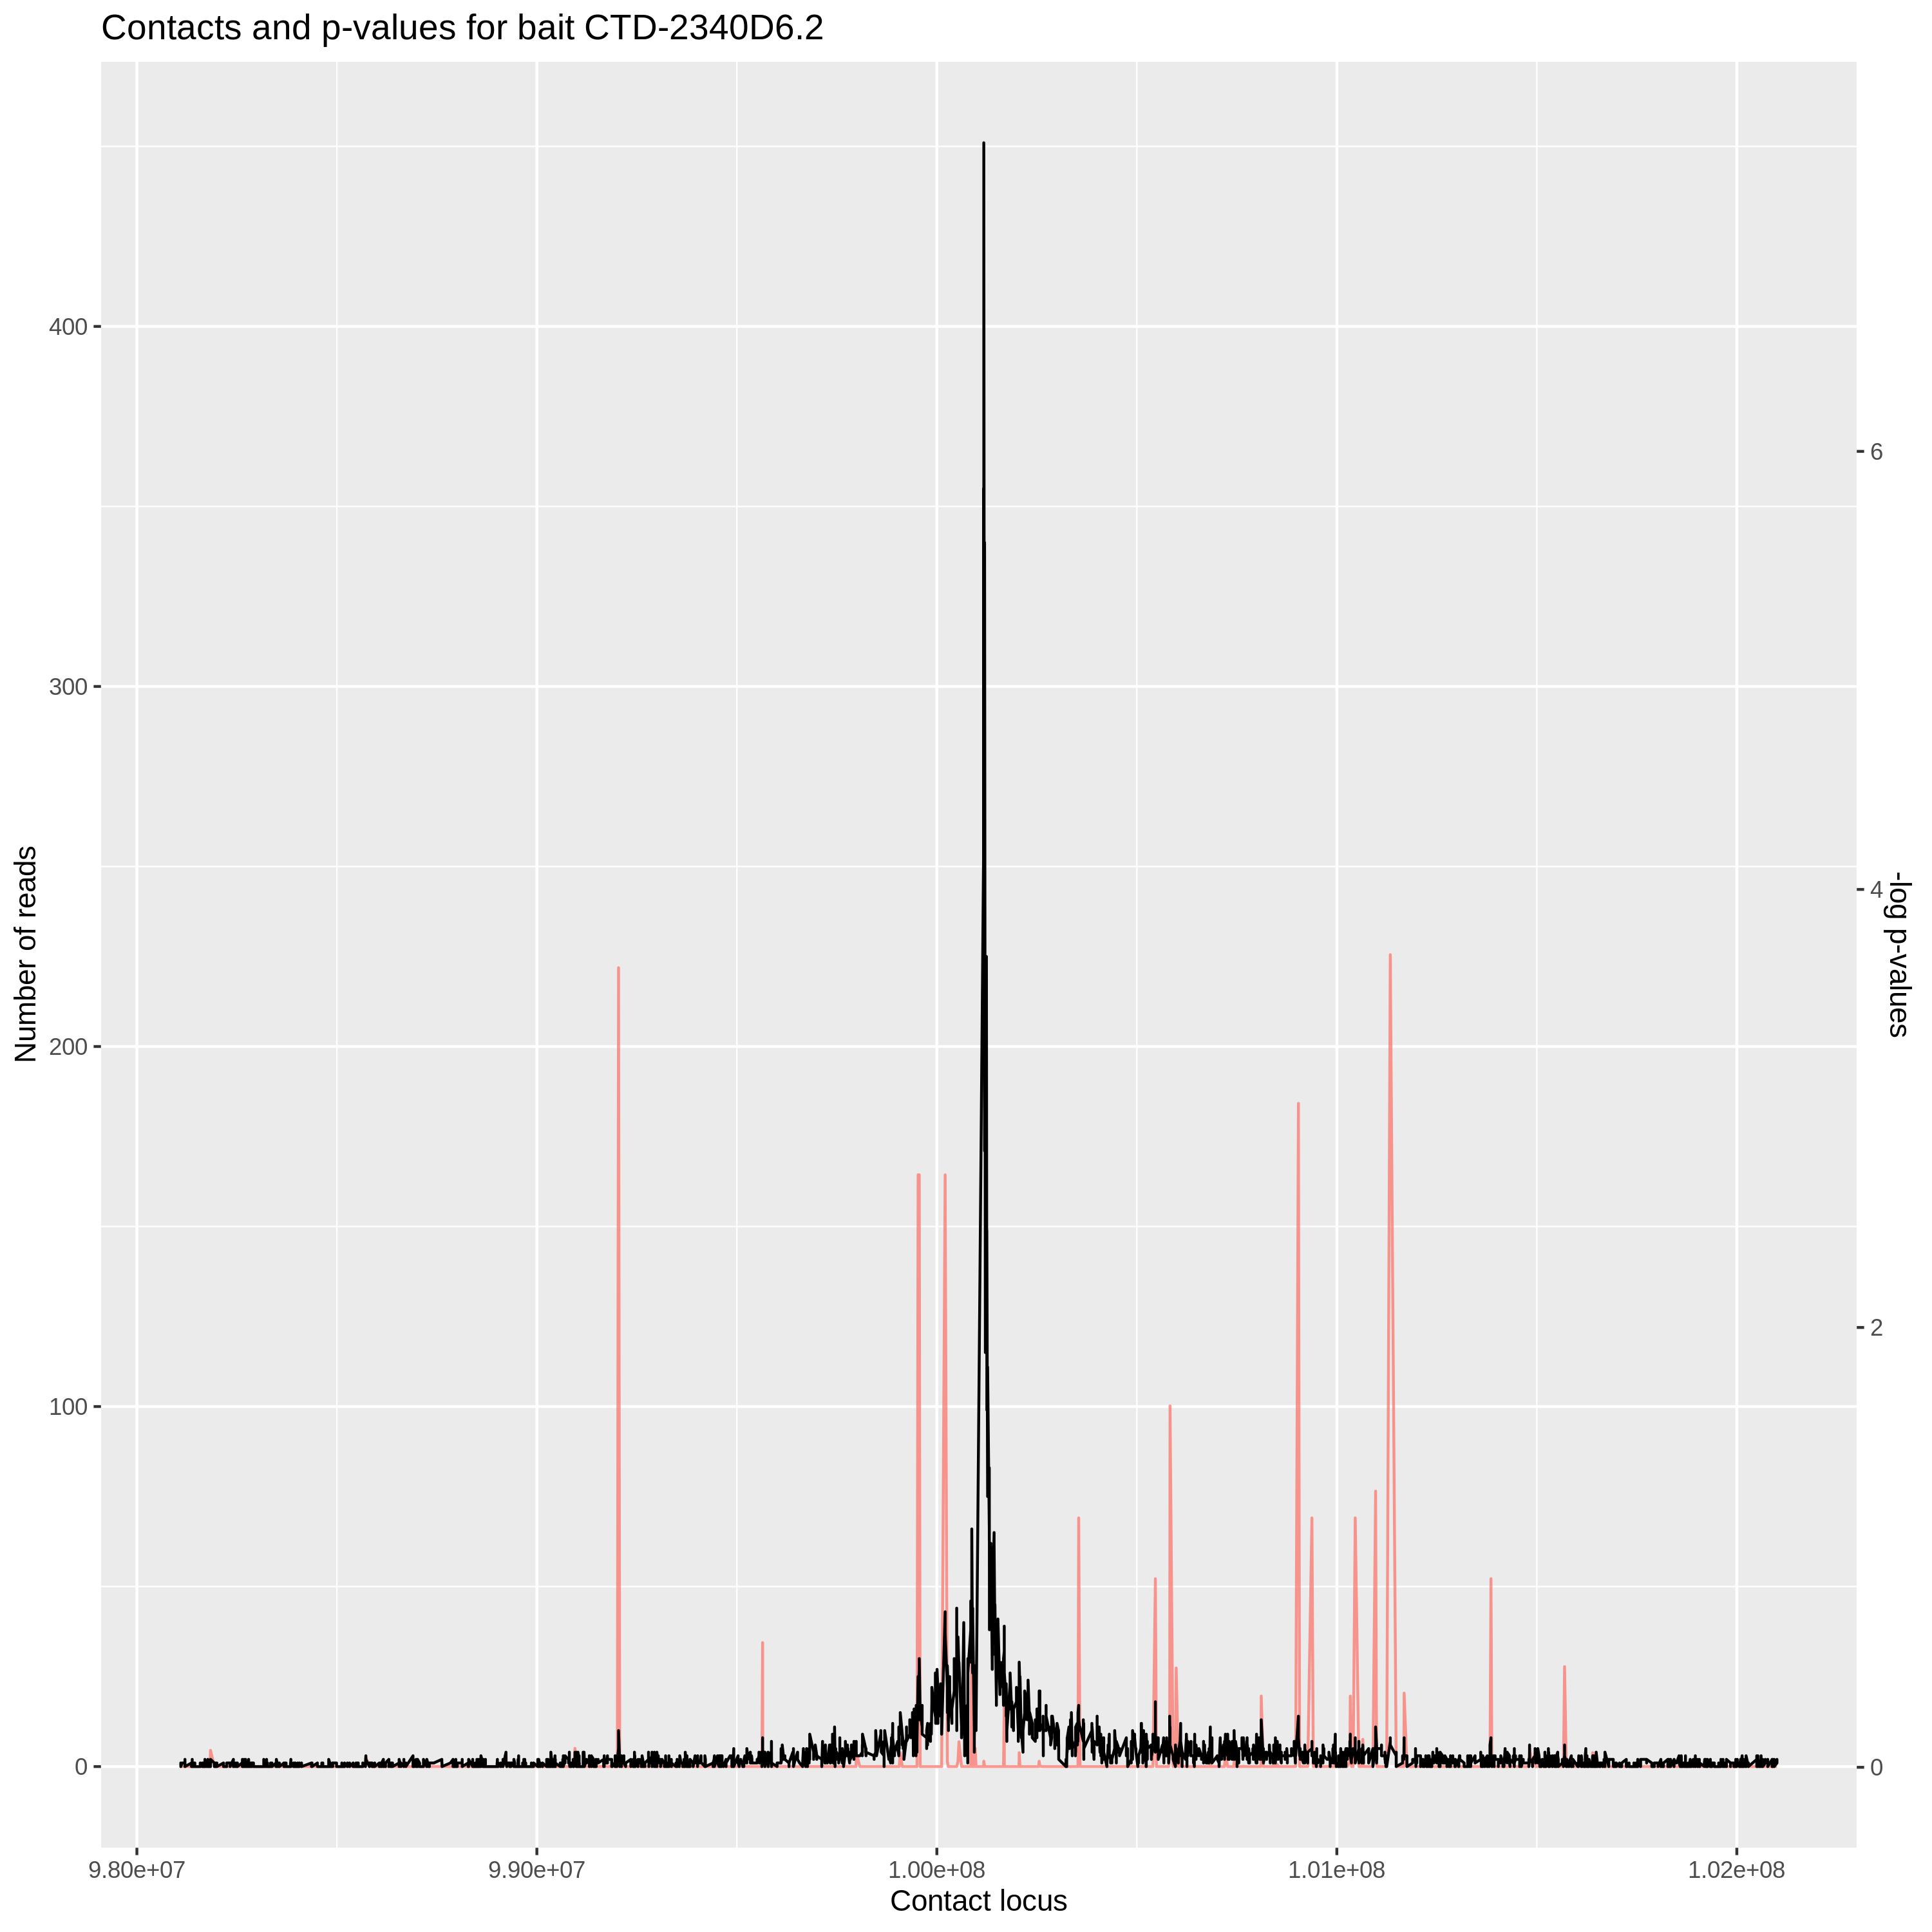 Contacts and p-values for bait CTD-2340D6.2
400
300
200
100
0
Number of reads
6
4
2
0
-log p-values
9.80e+07
9.90e+07
1.00e+08
1.01e+08
1.02e+08
Contact locus